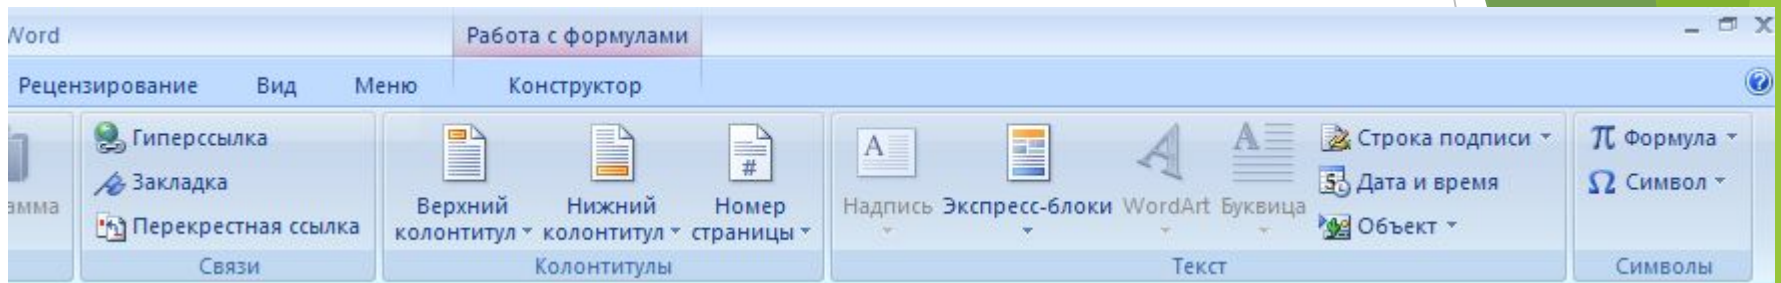 Word
Работа с формулами
Рецензирование Вид Меню Конструктор
Гиперссылка
Закладка
Перекрестная ссылка
Связи
Верхний колонтитул
Нижний колонтитул
Номер страницы
#
Колонтитулы
A
Надпись
Экспресс-блоки
A
WordArt
A
Буквица
Строка подписи
5
Дата и время
Объект
Текст
π Формула
Ω Символ
Символы